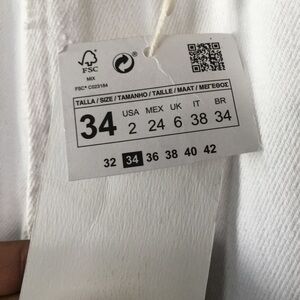 FSC
MIX
FSC® C023184
TALLA / SIZE / TAMANHO / TAILLE / MAAT / ΜΕΓΕΘΟΣ
34 USA MEX UK IT BR
2 24 6 38 34
32 34 36 38 40 42